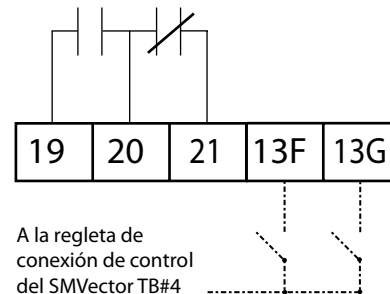 19 20 21 13F 13G
A la regleta de
conexión de control
del SMVector TB#4